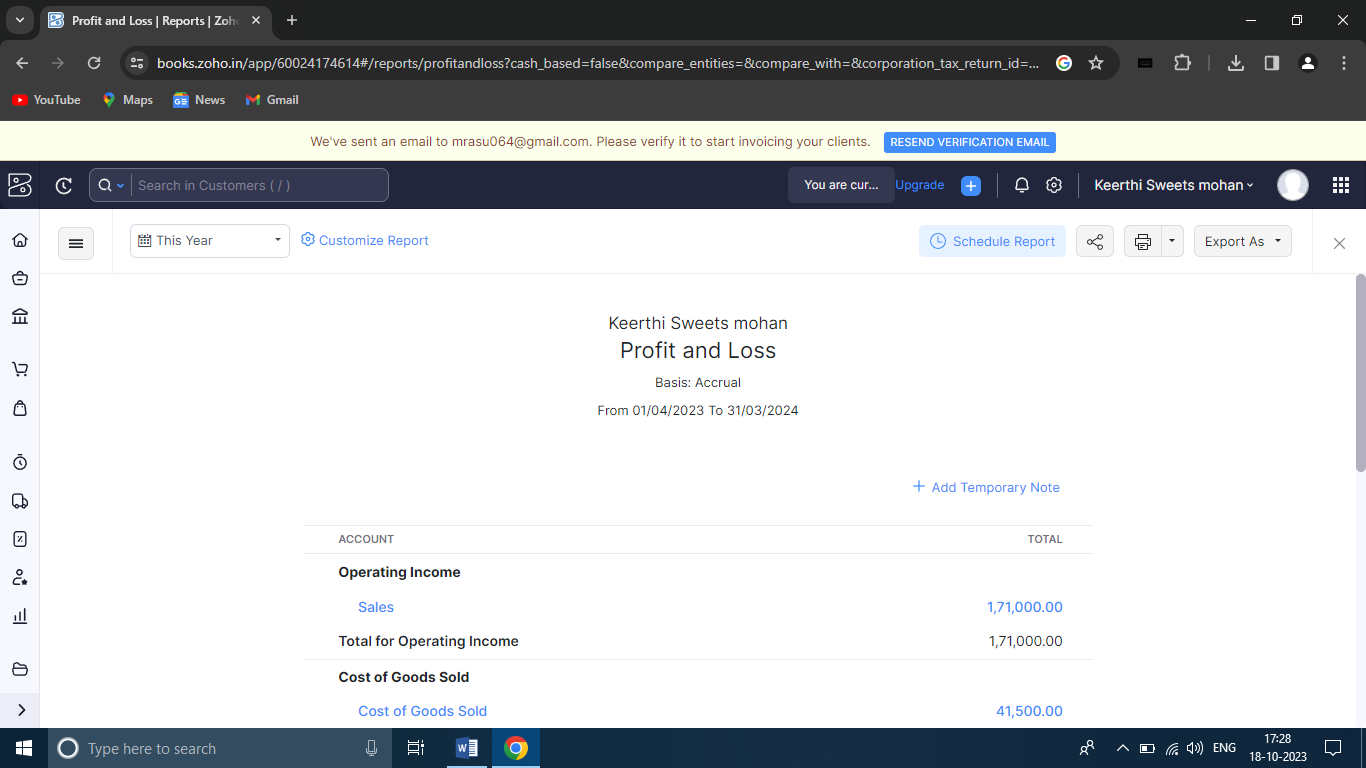 Profit and Loss | Reports | Zoho
books.zoho.in/app/60024174614#/reports/profitandloss?cash_based=false&compare_entities=&compare_with=&corporation_tax_return_id=...
YouTube Maps News Gmail
We've sent an email to mrasu064@gmail.com. Please verify it to start invoicing your clients. RESEND VERIFICATION EMAIL
Search in Customers ( / ) You are cur... Upgrade Keerthi Sweets mohan
This Year Customize Report Schedule Report Export As
Keerthi Sweets mohan
Profit and Loss
Basis: Accrual
From 01/04/2023 To 31/03/2024
Add Temporary Note
ACCOUNT TOTAL
Operating Income
Sales 1,71,000.00
Total for Operating Income 1,71,000.00
Cost of Goods Sold
Cost of Goods Sold 41,500.00
Type here to search ENG 17:28
18-10-2023